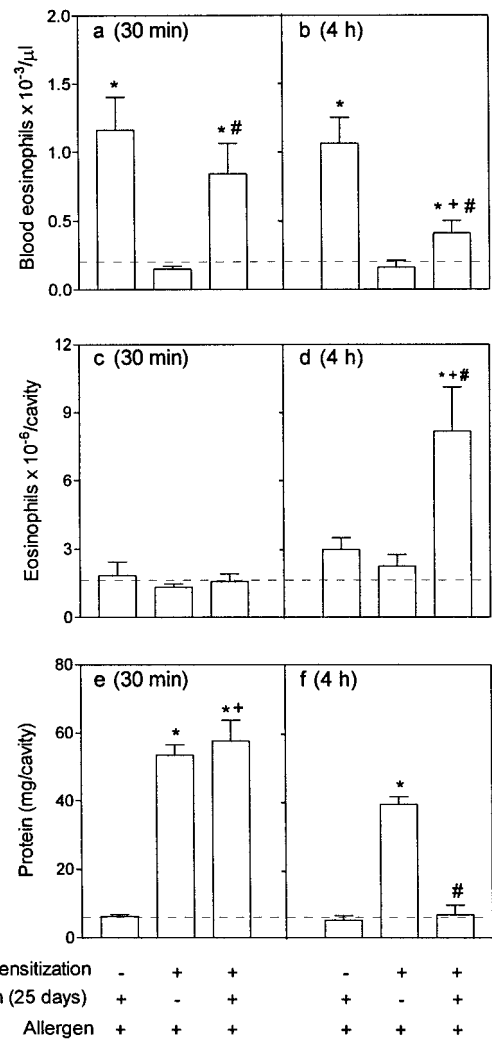 a (30 min)
b (4 h)
Blood eosinophils x 10⁻³/µl
2.0
1.5
1.0
0.5
0.0
*
* #
*
* + #
c (30 min)
d (4 h)
Eosinophils x 10⁻⁶/cavity
12
9
6
3
0
* + #
e (30 min)
f (4 h)
Protein (mg/cavity)
80
60
40
20
0
*
* +
*
#
ensitization - + + - + +
(25 days) + - + + - +
Allergen + + + + + +